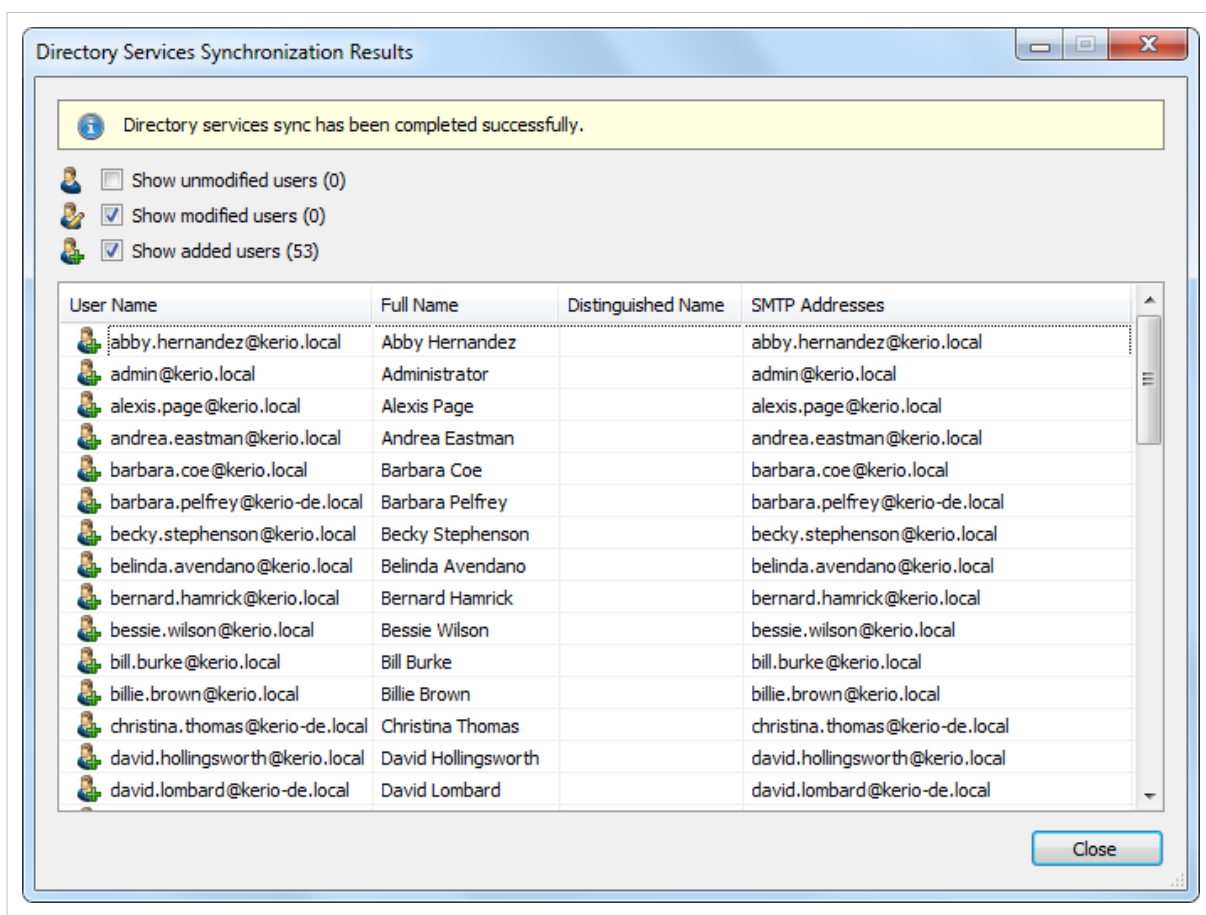 Directory Services Synchronization Results
Directory services sync has been completed successfully.
Show unmodified users (0)
Show modified users (0)
Show added users (53)
User Name Full Name Distinguished Name SMTP Addresses
abby.hernandez@kerio.local Abby Hernandez abby.hernandez@kerio.local
admin@kerio.local Administrator admin@kerio.local
alexis.page@kerio.local Alexis Page alexis.page@kerio.local
andrea.eastman@kerio.local Andrea Eastman andrea.eastman@kerio.local
barbara.coe@kerio.local Barbara Coe barbara.coe@kerio.local
barbara.pelfrey@kerio-de.local Barbara Pelfrey barbara.pelfrey@kerio-de.local
becky.stephenson@kerio.local Becky Stephenson becky.stephenson@kerio.local
belinda.avendano@kerio.local Belinda Avendano belinda.avendano@kerio.local
bernard.hamrick@kerio.local Bernard Hamrick bernard.hamrick@kerio.local
bessie.wilson@kerio.local Bessie Wilson bessie.wilson@kerio.local
bill.burke@kerio.local Bill Burke bill.burke@kerio.local
billie.brown@kerio.local Billie Brown billie.brown@kerio.local
christina.thomas@kerio-de.local Christina Thomas christina.thomas@kerio-de.local
david.hollingsworth@kerio.local David Hollingsworth david.hollingsworth@kerio.local
david.lombard@kerio-de.local David Lombard david.lombard@kerio-de.local
Close